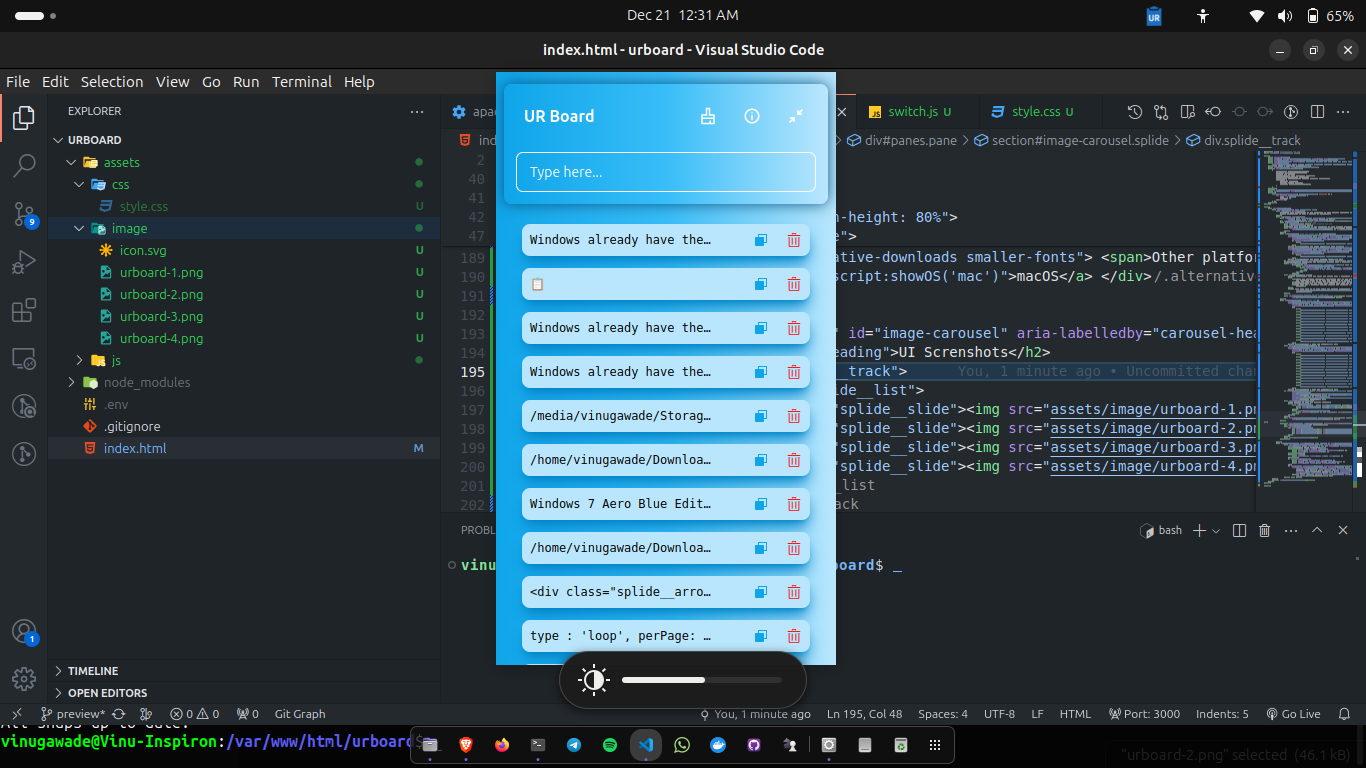 Dec 21 12:31 AM
UR
65%
index.html - urboard - Visual Studio Code
File Edit Selection View Go Run Terminal Help
EXPLORER
URBOARD
assets
css
style.css U
image
icon.svg U
urboard-1.png U
urboard-2.png U
urboard-3.png U
urboard-4.png U
js
node_modules
.env
.gitignore
index.html M
9
1
TIMELINE
OPEN EDITORS
apa
switch.js U
style.css U
ind
div#panes.pane > section#image-carousel.splide > div.splide__track
2
40
41
42 n-height: 80%">
47 e">
189 ative-downloads smaller-fonts"> <span>Other platfor
190 script:showOS('mac')">macOS</a> </div>/.alternativ
191
192
193 " id="image-carousel" aria-labelledby="carousel-hea
194 eading">UI Screnshots</h2>
195 __track"> You, 1 minute ago • Uncommitted cha
196 ide__list">
197 "splide__slide"><img src="assets/image/urboard-1.pn
198 "splide__slide"><img src="assets/image/urboard-2.pn
199 "splide__slide"><img src="assets/image/urboard-3.pn
200 "splide__slide"><img src="assets/image/urboard-4.pn
201 _list
202 ack
UR Board
Type here...
Windows already have the…
Windows already have the…
Windows already have the…
/media/vinugawade/Storag…
/home/vinugawade/Downloa…
Windows 7 Aero Blue Edit…
/home/vinugawade/Downloa…
<div class="splide__arro…
type : 'loop', perPage: …
PROBL
bash
vinu
board$ _
preview* 0 0 0 Git Graph
You, 1 minute ago Ln 195, Col 48 Spaces: 4 UTF-8 LF HTML Port: 3000 Indents: 5 Go Live
vinugawade@Vinu-Inspiron:/var/www/html/urboard$
"urboard-2.png" selected (46.1 kB)